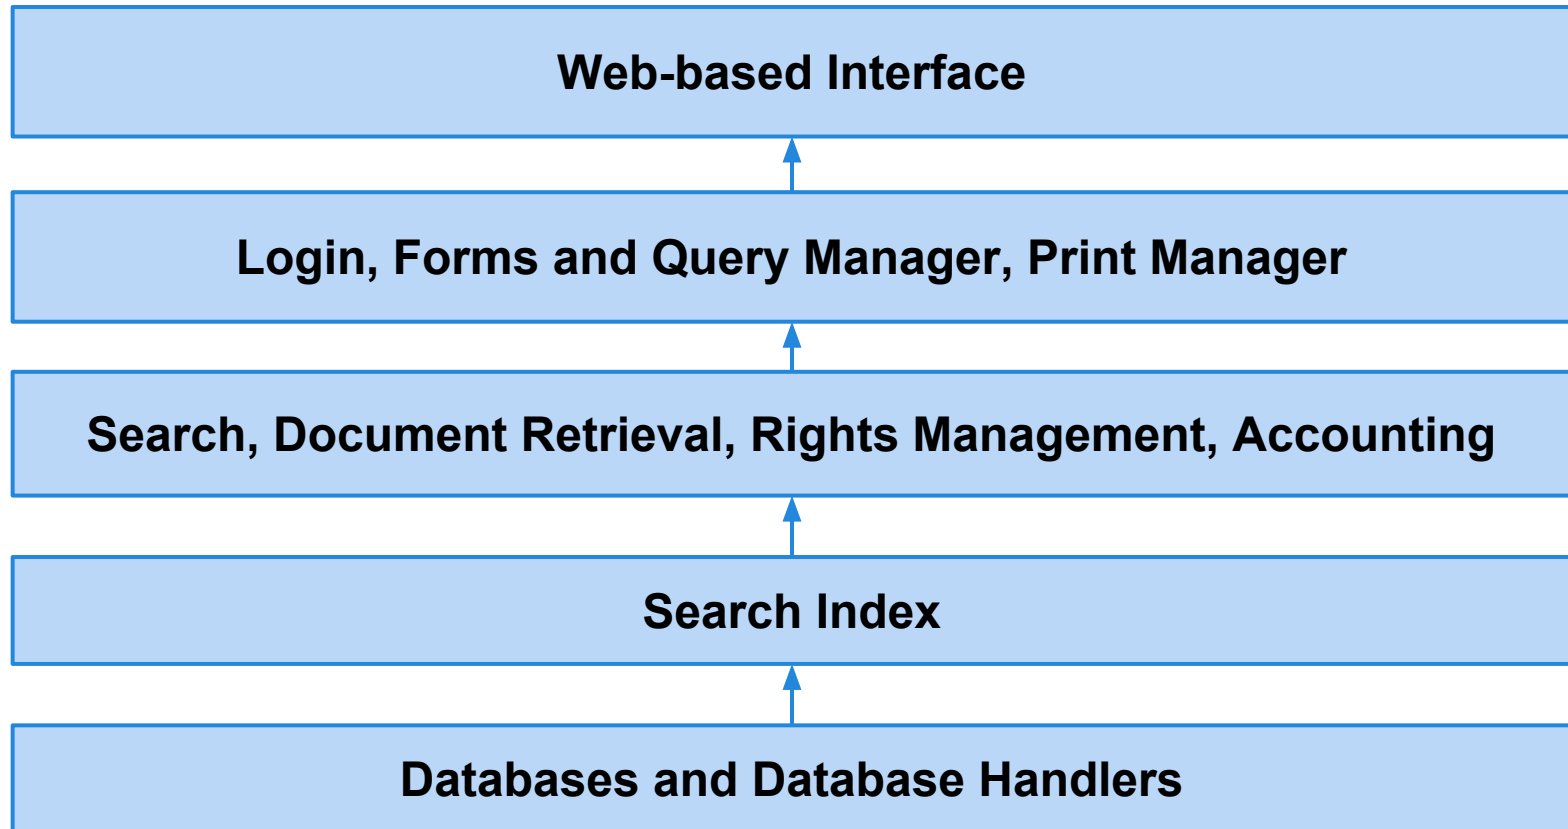 Web-based Interface
Login, Forms and Query Manager, Print Manager
Search, Document Retrieval, Rights Management, Accounting
Search Index
Databases and Database Handlers